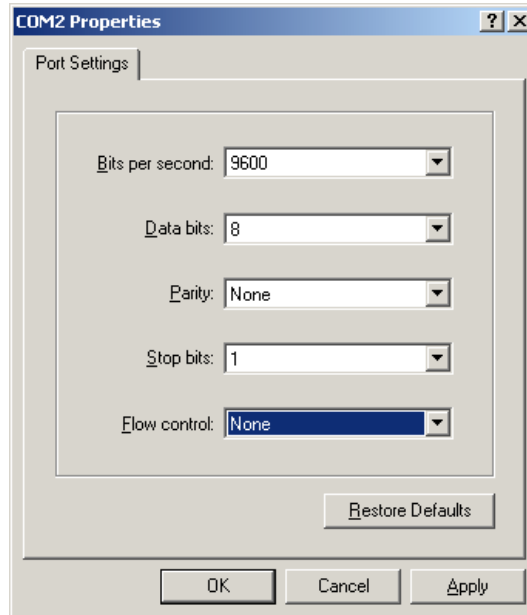 COM2 Properties
Port Settings
Bits per second: 9600
Data bits: 8
Parity: None
Stop bits: 1
Flow control: None
Restore Defaults
OK Cancel Apply